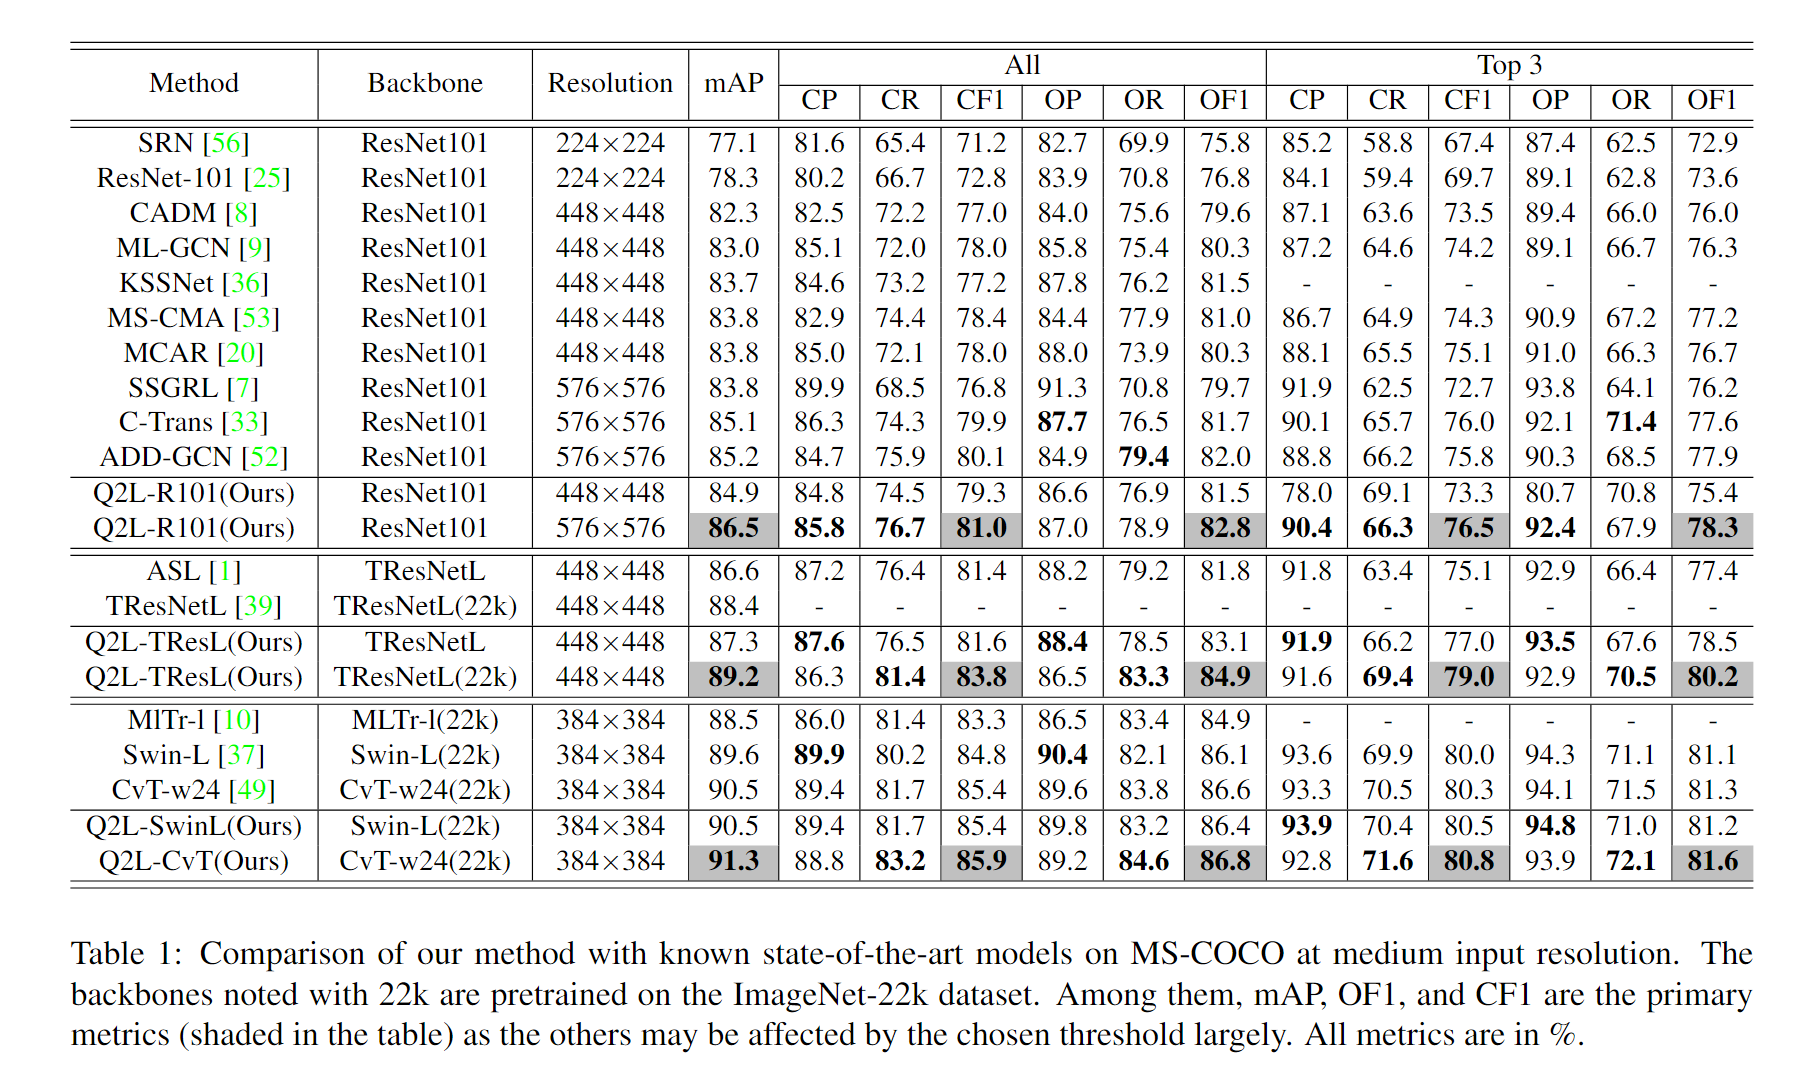 Method Backbone Resolution mAP All Top 3
CP CR CF1 OP OR OF1 CP CR CF1 OP OR OF1
SRN [56] ResNet101 224×224 77.1 81.6 65.4 71.2 82.7 69.9 75.8 85.2 58.8 67.4 87.4 62.5 72.9
ResNet-101 [25] ResNet101 224×224 78.3 80.2 66.7 72.8 83.9 70.8 76.8 84.1 59.4 69.7 89.1 62.8 73.6
CADM [8] ResNet101 448×448 82.3 82.5 72.2 77.0 84.0 75.6 79.6 87.1 63.6 73.5 89.4 66.0 76.0
ML-GCN [9] ResNet101 448×448 83.0 85.1 72.0 78.0 85.8 75.4 80.3 87.2 64.6 74.2 89.1 66.7 76.3
KSSNet [36] ResNet101 448×448 83.7 84.6 73.2 77.2 87.8 76.2 81.5 - - - - - -
MS-CMA [53] ResNet101 448×448 83.8 82.9 74.4 78.4 84.4 77.9 81.0 86.7 64.9 74.3 90.9 67.2 77.2
MCAR [20] ResNet101 448×448 83.8 85.0 72.1 78.0 88.0 73.9 80.3 88.1 65.5 75.1 91.0 66.3 76.7
SSGRL [7] ResNet101 576×576 83.8 89.9 68.5 76.8 91.3 70.8 79.7 91.9 62.5 72.7 93.8 64.1 76.2
C-Trans [33] ResNet101 576×576 85.1 86.3 74.3 79.9 87.7 76.5 81.7 90.1 65.7 76.0 92.1 71.4 77.6
ADD-GCN [52] ResNet101 576×576 85.2 84.7 75.9 80.1 84.9 79.4 82.0 88.8 66.2 75.8 90.3 68.5 77.9
Q2L-R101(Ours) ResNet101 448×448 84.9 84.8 74.5 79.3 86.6 76.9 81.5 78.0 69.1 73.3 80.7 70.8 75.4
Q2L-R101(Ours) ResNet101 576×576 86.5 85.8 76.7 81.0 87.0 78.9 82.8 90.4 66.3 76.5 92.4 67.9 78.3
ASL [1] TResNetL 448×448 86.6 87.2 76.4 81.4 88.2 79.2 81.8 91.8 63.4 75.1 92.9 66.4 77.4
TResNetL [39] TResNetL(22k) 448×448 88.4 - - - - - - - - - - - -
Q2L-TResL(Ours) TResNetL 448×448 87.3 87.6 76.5 81.6 88.4 78.5 83.1 91.9 66.2 77.0 93.5 67.6 78.5
Q2L-TResL(Ours) TResNetL(22k) 448×448 89.2 86.3 81.4 83.8 86.5 83.3 84.9 91.6 69.4 79.0 92.9 70.5 80.2
MlTr-l [10] MLTr-l(22k) 384×384 88.5 86.0 81.4 83.3 86.5 83.4 84.9 - - - - - -
Swin-L [37] Swin-L(22k) 384×384 89.6 89.9 80.2 84.8 90.4 82.1 86.1 93.6 69.9 80.0 94.3 71.1 81.1
CvT-w24 [49] CvT-w24(22k) 384×384 90.5 89.4 81.7 85.4 89.6 83.8 86.6 93.3 70.5 80.3 94.1 71.5 81.3
Q2L-SwinL(Ours) Swin-L(22k) 384×384 90.5 89.4 81.7 85.4 89.8 83.2 86.4 93.9 70.4 80.5 94.8 71.0 81.2
Q2L-CvT(Ours) CvT-w24(22k) 384×384 91.3 88.8 83.2 85.9 89.2 84.6 86.8 92.8 71.6 80.8 93.9 72.1 81.6
Table 1: Comparison of our method with known state-of-the-art models on MS-COCO at medium input resolution. The
backbones noted with 22k are pretrained on the ImageNet-22k dataset. Among them, mAP, OF1, and CF1 are the primary
metrics (shaded in the table) as the others may be affected by the chosen threshold largely. All metrics are in %.